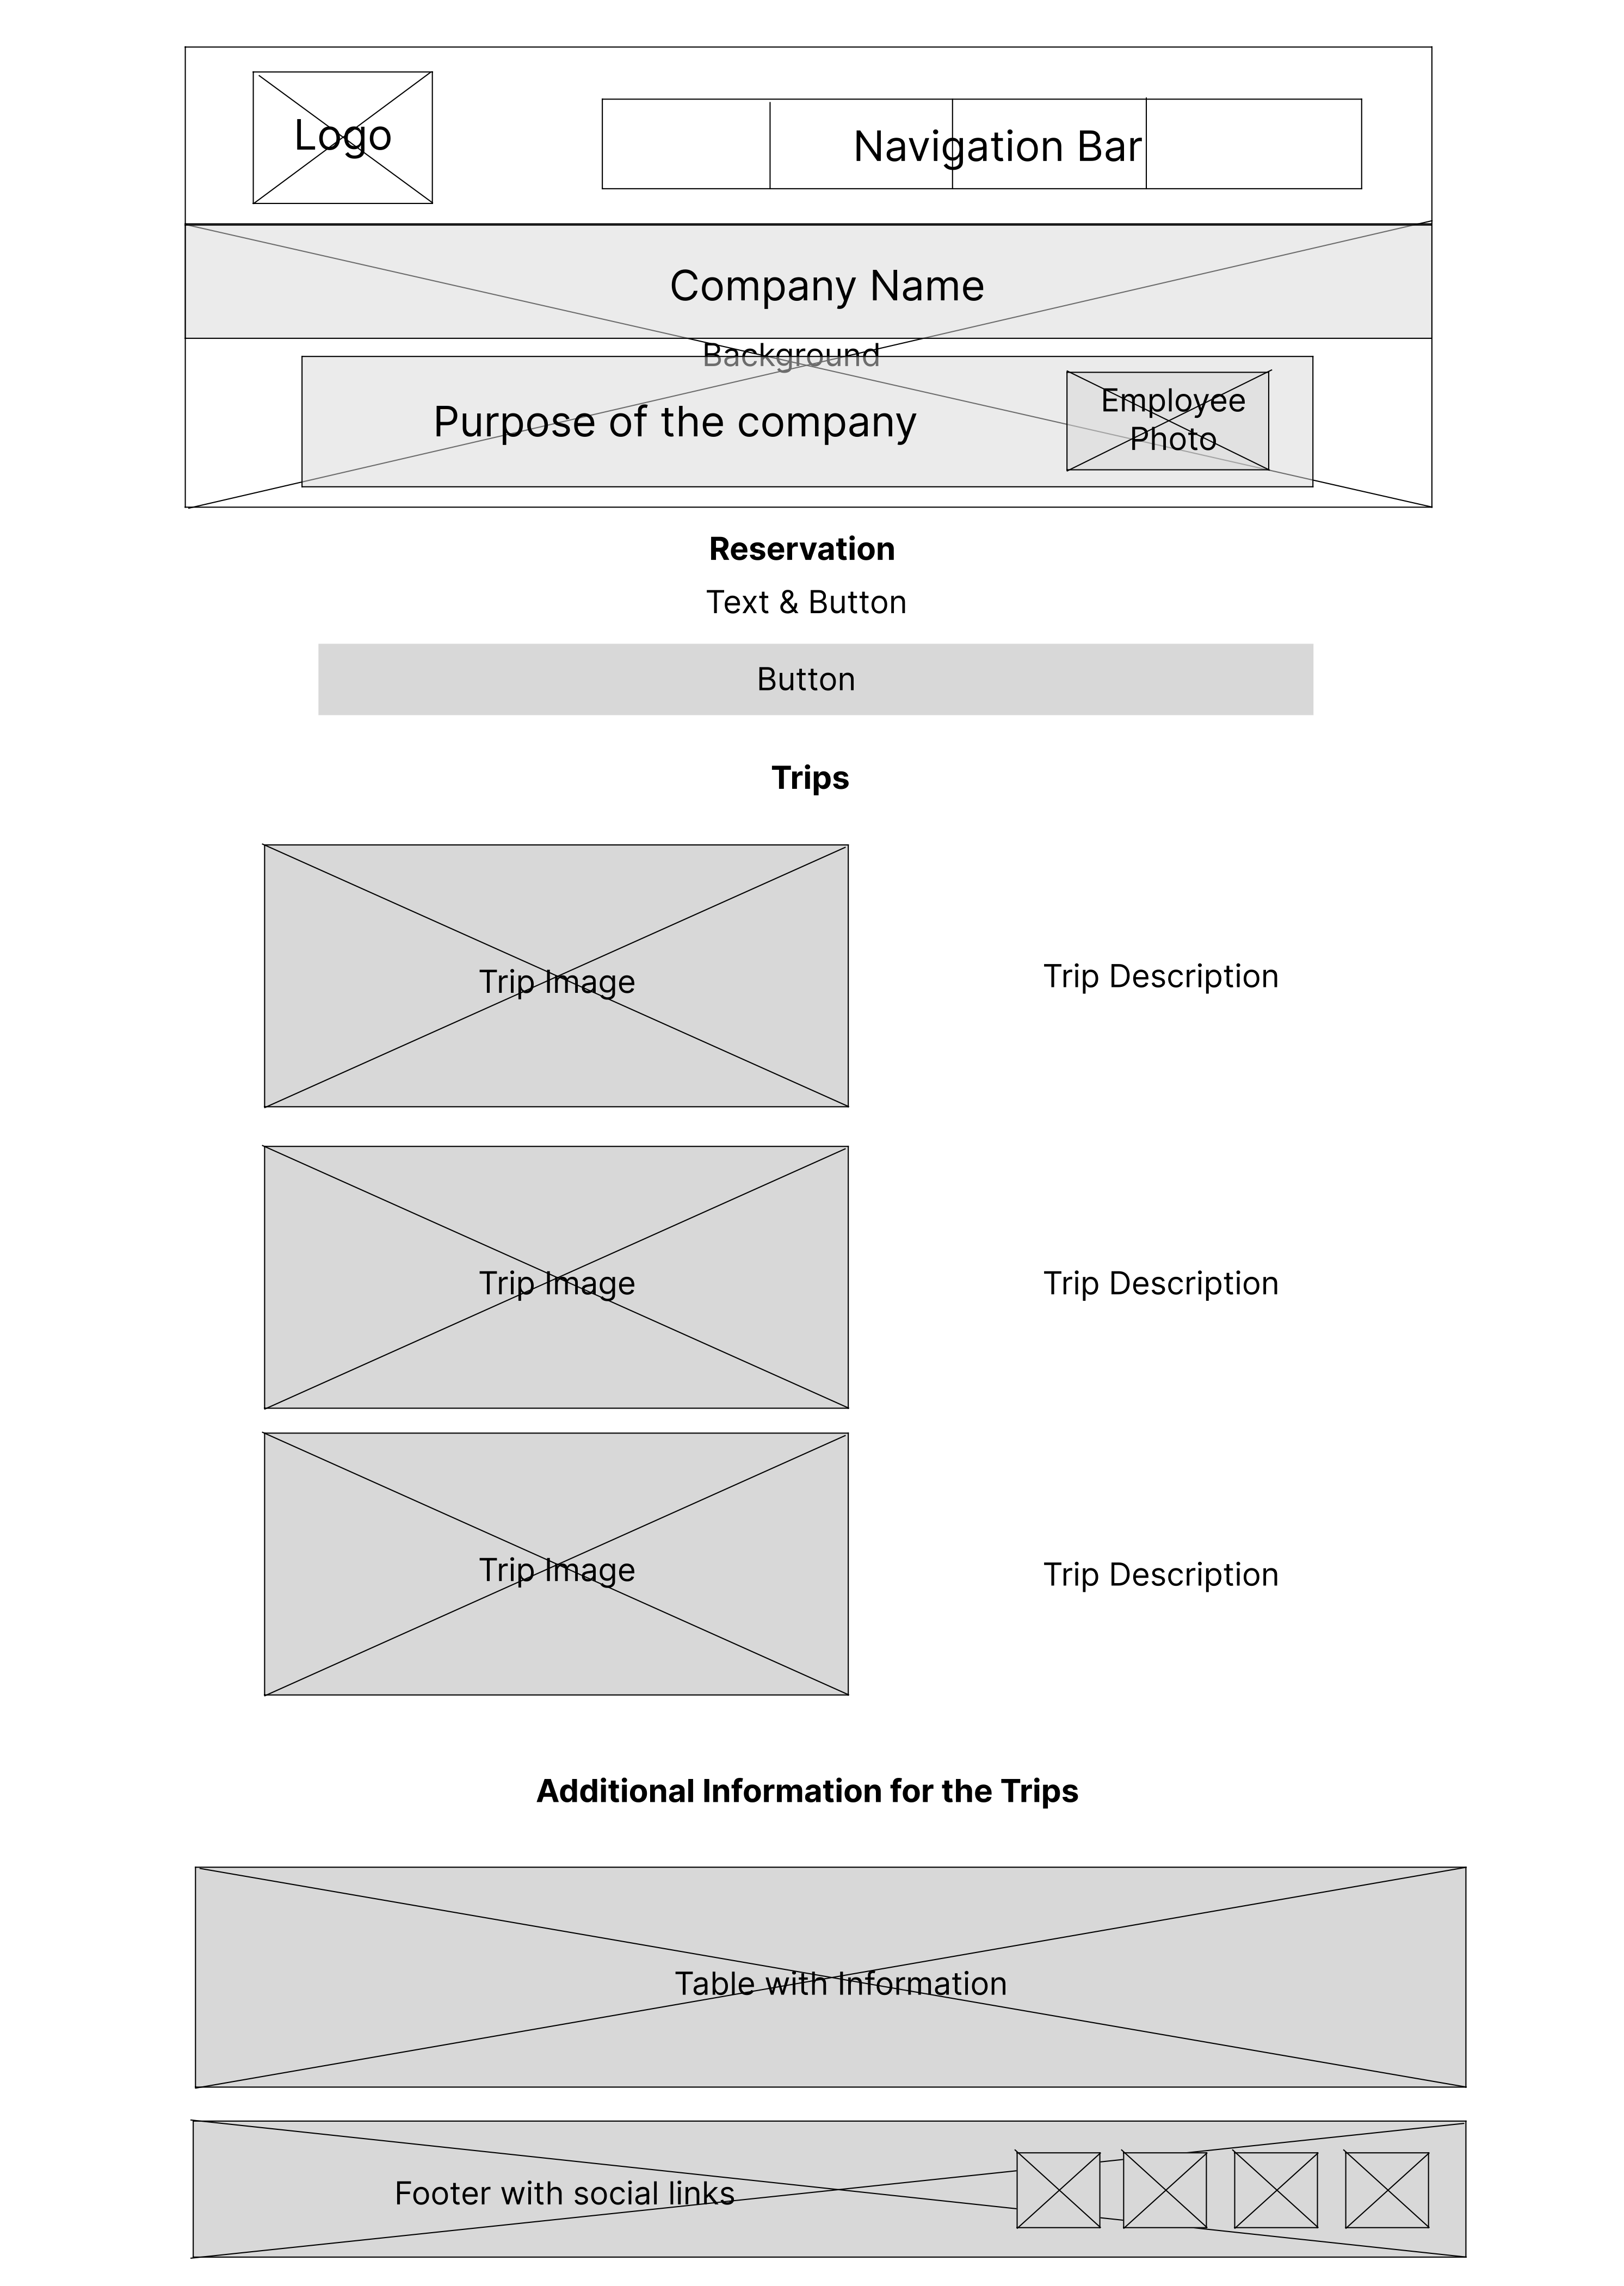 Logo
Navigation Bar
Company Name
Background
Purpose of the company
Employee
Photo
Reservation
Text & Button
Button
Trips
Trip Image
Trip Description
Trip Image
Trip Description
Trip Image
Trip Description
Additional Information for the Trips
Table with Information
Footer with social links